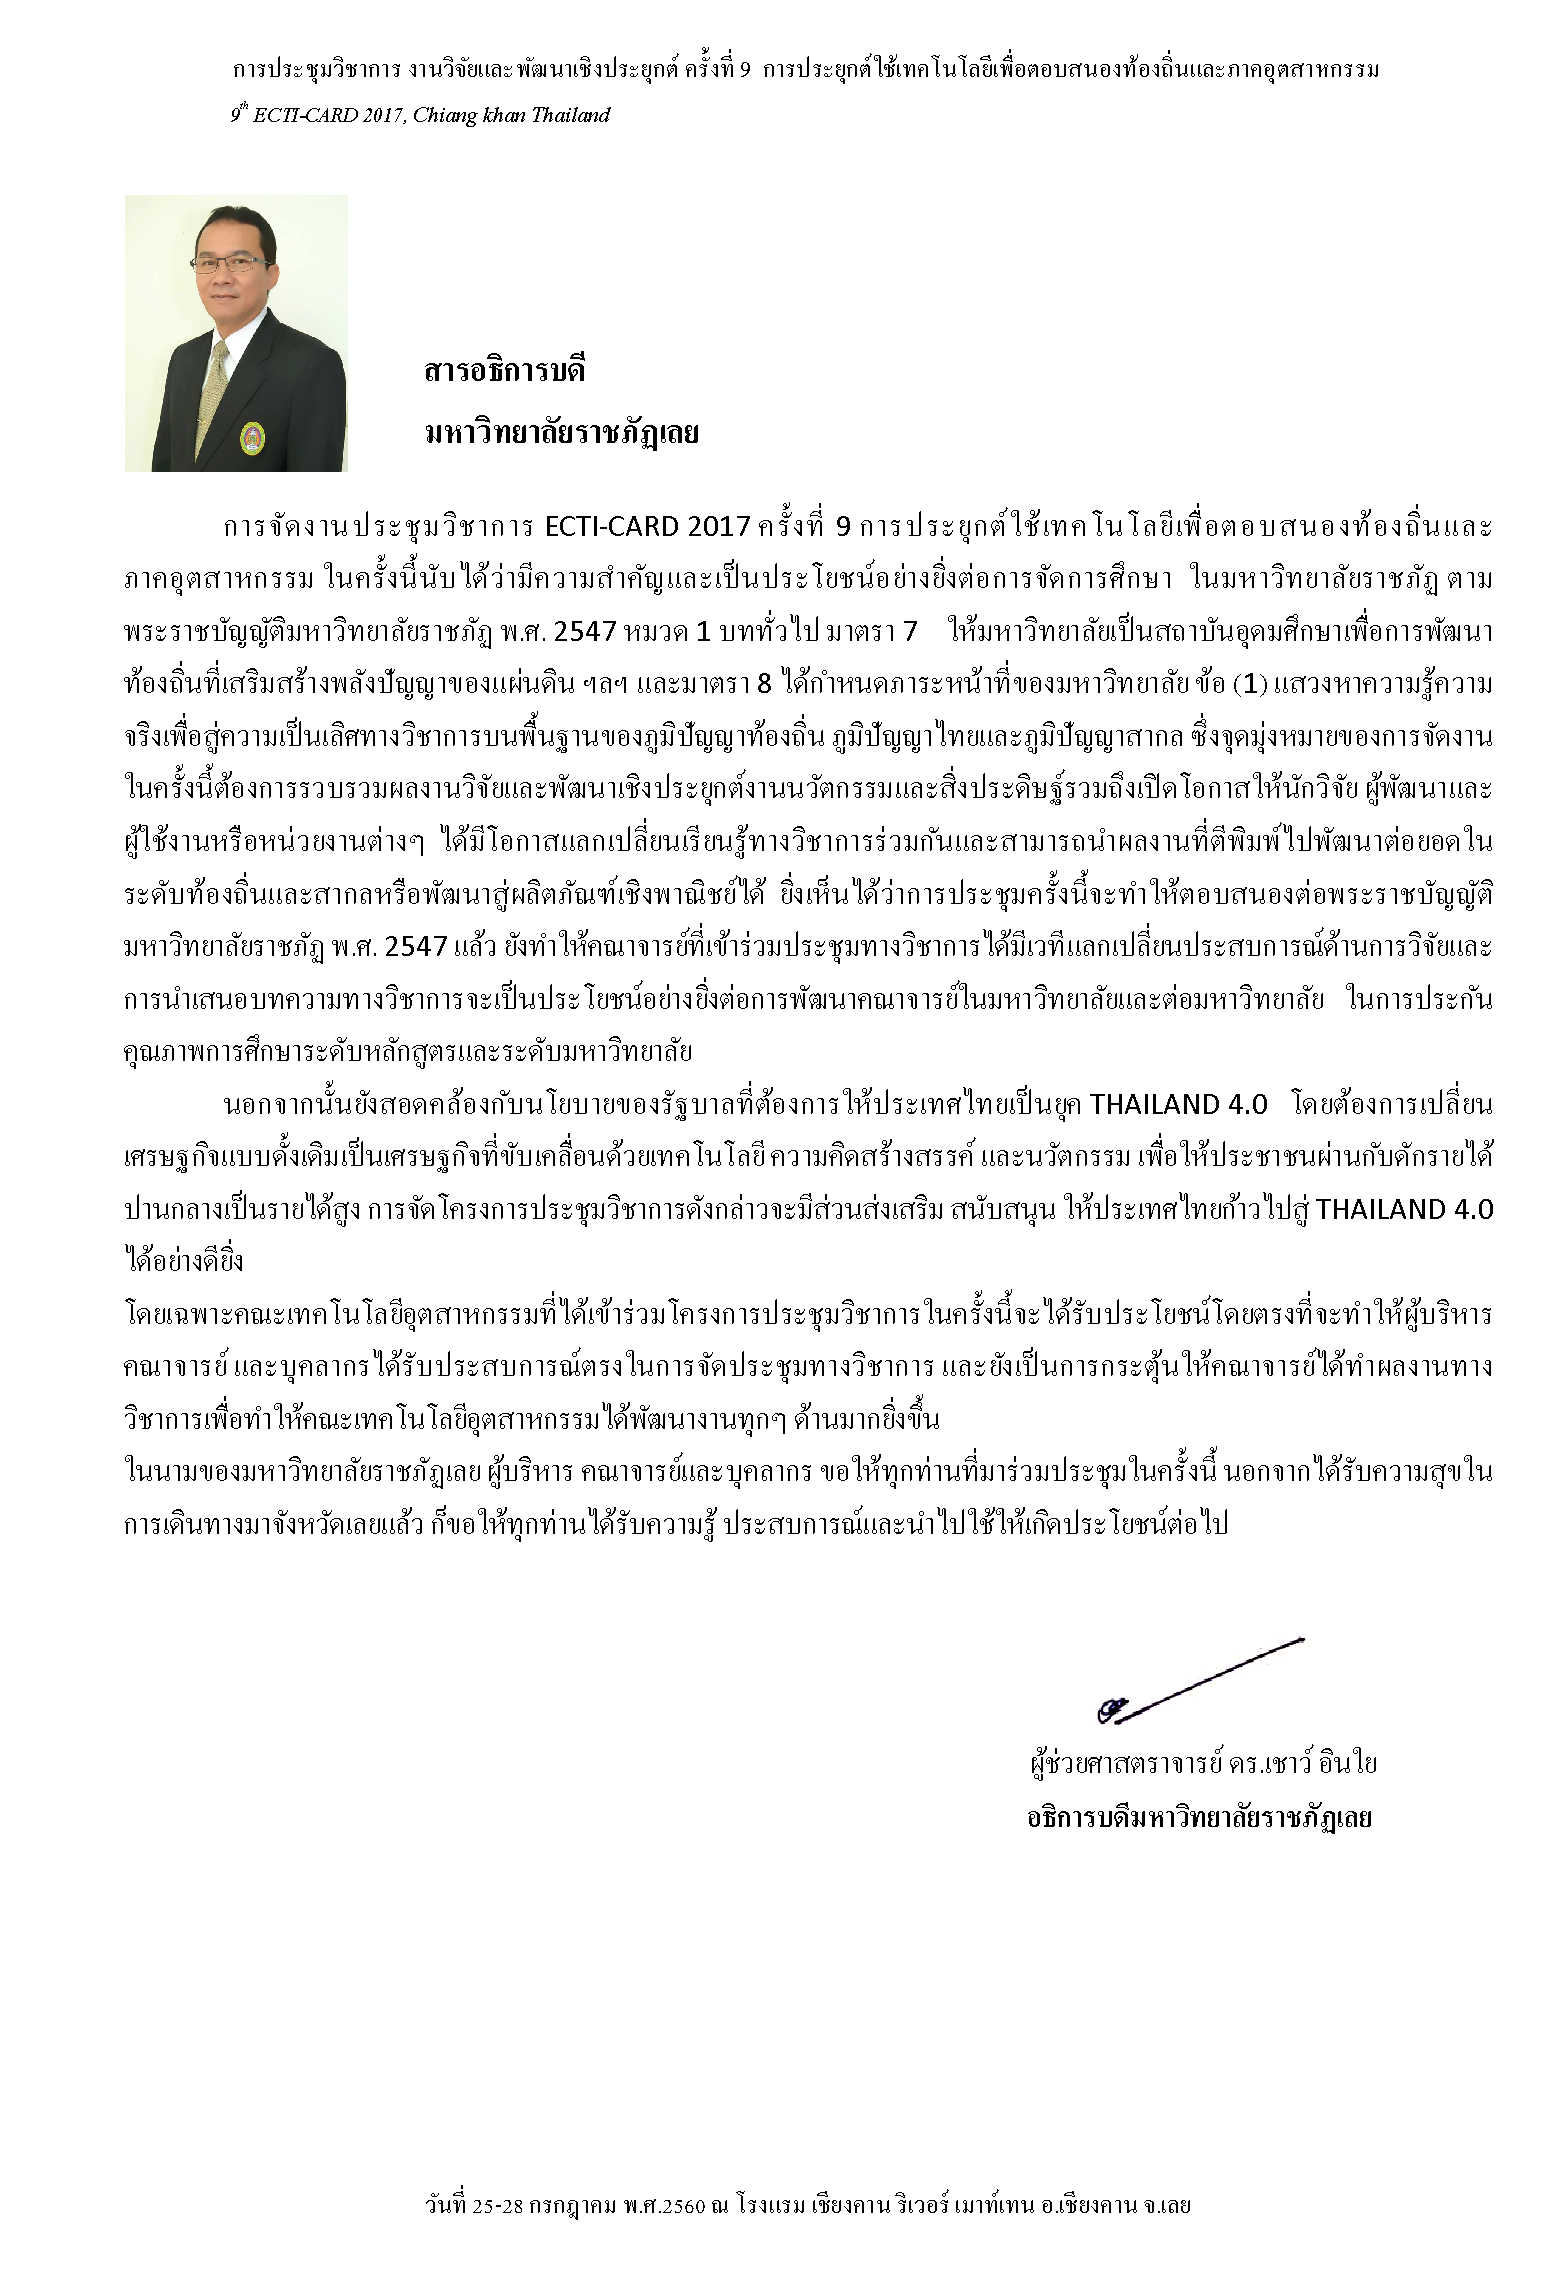 การประชุมวิชาการ งานวิจัยและพัฒนาเชิงประยุกต์ ครั้งที่ 9 การประยุกต์ใช้เทคโนโลยีเพื่อตอบสนองท้องถิ่นและภาคอุตสาหกรรม
9th ECTI-CARD 2017, Chiang khan Thailand
สารอธิการบดี
มหาวิทยาลัยราชภัฏเลย
การจัดงานประชุมวิชาการ ECTI-CARD 2017 ครั้งที่ 9 การประยุกต์ใช้เทคโนโลยีเพื่อตอบสนองท้องถิ่นและ
ภาคอุตสาหกรรม ในครั้งนี้นับได้ว่ามีความสำคัญและเป็นประโยชน์อย่างยิ่งต่อการจัดการศึกษา ในมหาวิทยาลัยราชภัฏ ตาม
พระราชบัญญัติมหาวิทยาลัยราชภัฏ พ.ศ. 2547 หมวด 1 บททั่วไป มาตรา 7 ให้มหาวิทยาลัยเป็นสถาบันอุดมศึกษาเพื่อการพัฒนา
ท้องถิ่นที่เสริมสร้างพลังปัญญาของแผ่นดิน ฯลฯ และมาตรา 8 ได้กำหนดภาระหน้าที่ของมหาวิทยาลัย ข้อ (1) แสวงหาความรู้ความ
จริงเพื่อสู่ความเป็นเลิศทางวิชาการบนพื้นฐานของภูมิปัญญาท้องถิ่น ภูมิปัญญาไทยและภูมิปัญญาสากล ซึ่งจุดมุ่งหมายของการจัดงาน
ในครั้งนี้ต้องการรวบรวมผลงานวิจัยและพัฒนาเชิงประยุกต์งานนวัตกรรมและสิ่งประดิษฐ์รวมถึงเปิดโอกาสให้นักวิจัย ผู้พัฒนาและ
ผู้ใช้งานหรือหน่วยงานต่างๆ ได้มีโอกาสแลกเปลี่ยนเรียนรู้ทางวิชาการร่วมกันและสามารถนำผลงานที่ตีพิมพ์ไปพัฒนาต่อยอดใน
ระดับท้องถิ่นและสากลหรือพัฒนาสู่ผลิตภัณฑ์เชิงพาณิชย์ได้ ยิ่งเห็นได้ว่าการประชุมครั้งนี้จะทำให้ตอบสนองต่อพระราชบัญญัติ
มหาวิทยาลัยราชภัฏ พ.ศ. 2547 แล้ว ยังทำให้คณาจารย์ที่เข้าร่วมประชุมทางวิชาการได้มีเวทีแลกเปลี่ยนประสบการณ์ด้านการวิจัยและ
การนำเสนอบทความทางวิชาการจะเป็นประโยชน์อย่างยิ่งต่อการพัฒนาคณาจารย์ในมหาวิทยาลัยและต่อมหาวิทยาลัย ในการประกัน
คุณภาพการศึกษาระดับหลักสูตรและระดับมหาวิทยาลัย
นอกจากนั้นยังสอดคล้องกับนโยบายของรัฐบาลที่ต้องการให้ประเทศไทยเป็นยุค THAILAND 4.0 โดยต้องการเปลี่ยน
เศรษฐกิจแบบดั้งเดิมเป็นเศรษฐกิจที่ขับเคลื่อนด้วยเทคโนโลยี ความคิดสร้างสรรค์ และนวัตกรรม เพื่อให้ประชาชนผ่านกับดักรายได้
ปานกลางเป็นรายได้สูง การจัดโครงการประชุมวิชาการดังกล่าวจะมีส่วนส่งเสริม สนับสนุน ให้ประเทศไทยก้าวไปสู่ THAILAND 4.0
ได้อย่างดียิ่ง
โดยเฉพาะคณะเทคโนโลยีอุตสาหกรรมที่ได้เข้าร่วมโครงการประชุมวิชาการในครั้งนี้จะได้รับประโยชน์โดยตรงที่จะทำให้ผู้บริหาร
คณาจารย์ และบุคลากรได้รับประสบการณ์ตรงในการจัดประชุมทางวิชาการ และยังเป็นการกระตุ้นให้คณาจารย์ได้ทำผลงานทาง
วิชาการเพื่อทำให้คณะเทคโนโลยีอุตสาหกรรมได้พัฒนางานทุกๆ ด้านมากยิ่งขึ้น
ในนามของมหาวิทยาลัยราชภัฏเลย ผู้บริหาร คณาจารย์และบุคลากร ขอให้ทุกท่านที่มาร่วมประชุมในครั้งนี้ นอกจากได้รับความสุขใน
การเดินทางมาจังหวัดเลยแล้ว ก็ขอให้ทุกท่านได้รับความรู้ ประสบการณ์และนำไปใช้ให้เกิดประโยชน์ต่อไป
ผู้ช่วยศาสตราจารย์ ดร.เชาว์ อินใย
อธิการบดีมหาวิทยาลัยราชภัฏเลย
วันที่ 25-28 กรกฎาคม พ.ศ.2560 ณ โรงแรม เชียงคาน ริเวอร์ เมาท์เทน อ.เชียงคาน จ.เลย